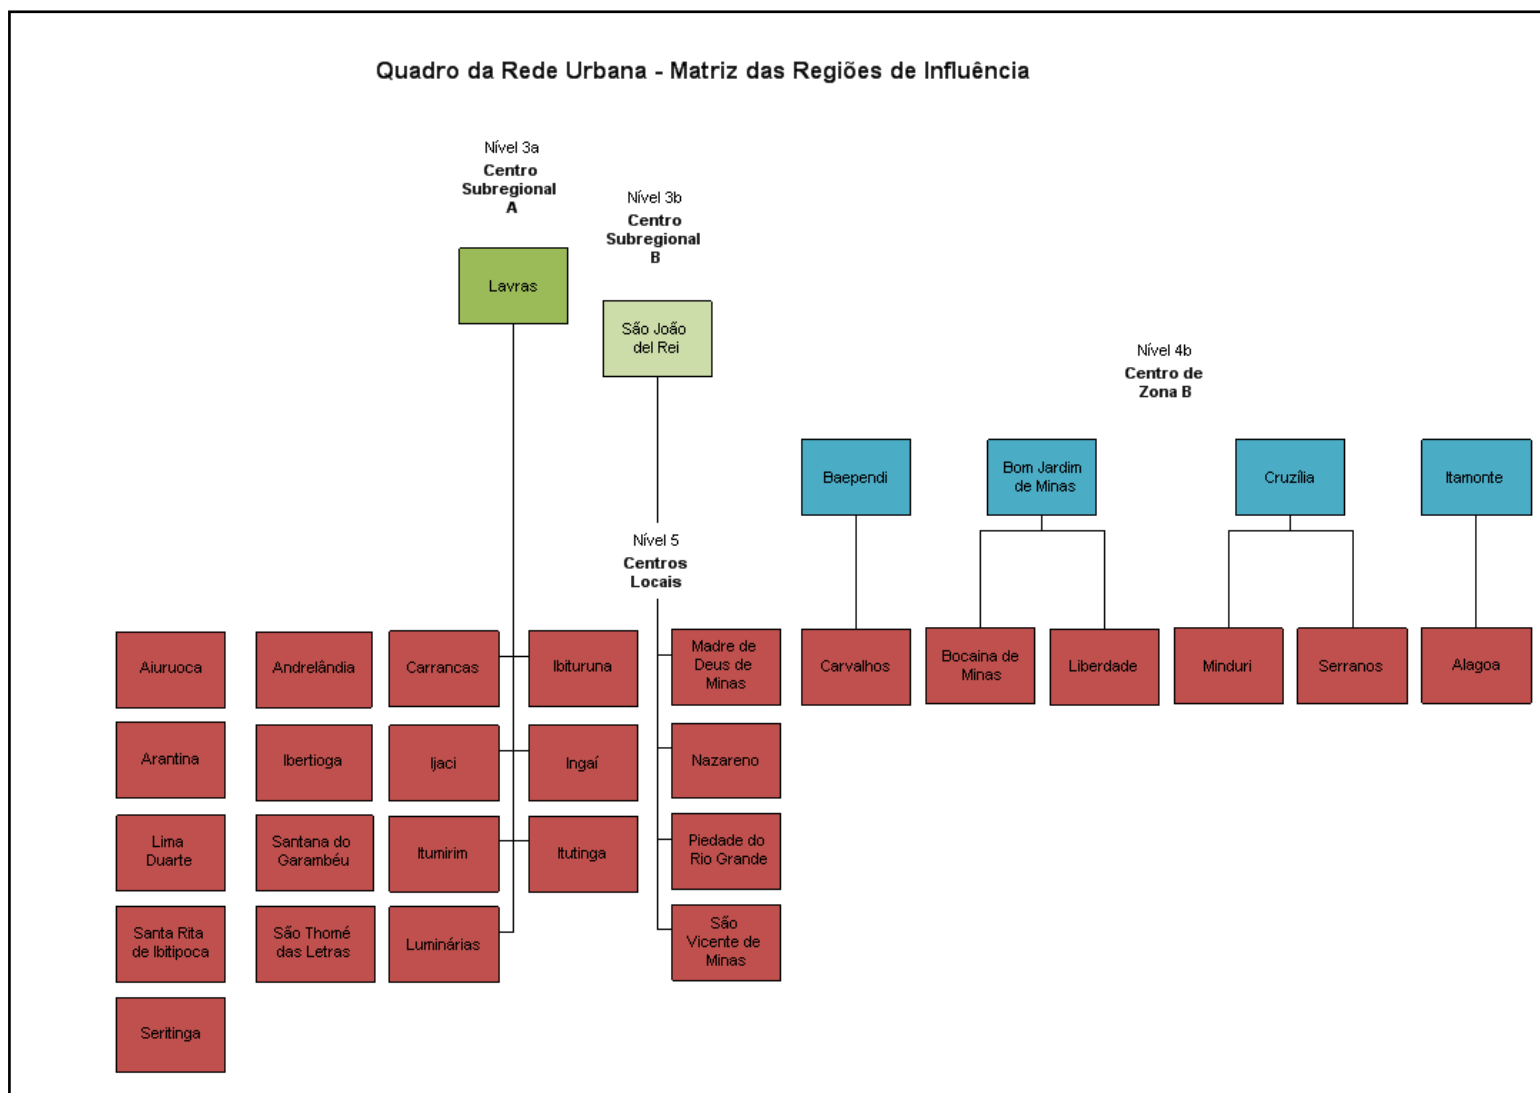 Quadro da Rede Urbana - Matriz das Regiões de Influência
Nível 3a
Centro
Subregional
A
Nível 3b
Centro
Subregional
B
Lavras
São João
del Rei
Nível 4b
Centro de
Zona B
Baependi
Bom Jardim
de Minas
Cruzília
Itamonte
Nível 5
Centros
Locais
Aiuruoca
Andrelândia
Carrancas
Ibituruna
Madre de
Deus de
Minas
Carvalhos
Bocaina de
Minas
Liberdade
Minduri
Serranos
Alagoa
Arantina
Ibertioga
Ijaci
Ingaí
Nazareno
Lima
Duarte
Santana do
Garambéu
Itumirim
Itutinga
Piedade do
Rio Grande
Santa Rita
de Ibitipoca
São Thomé
das Letras
Luminárias
São
Vicente de
Minas
Seritinga